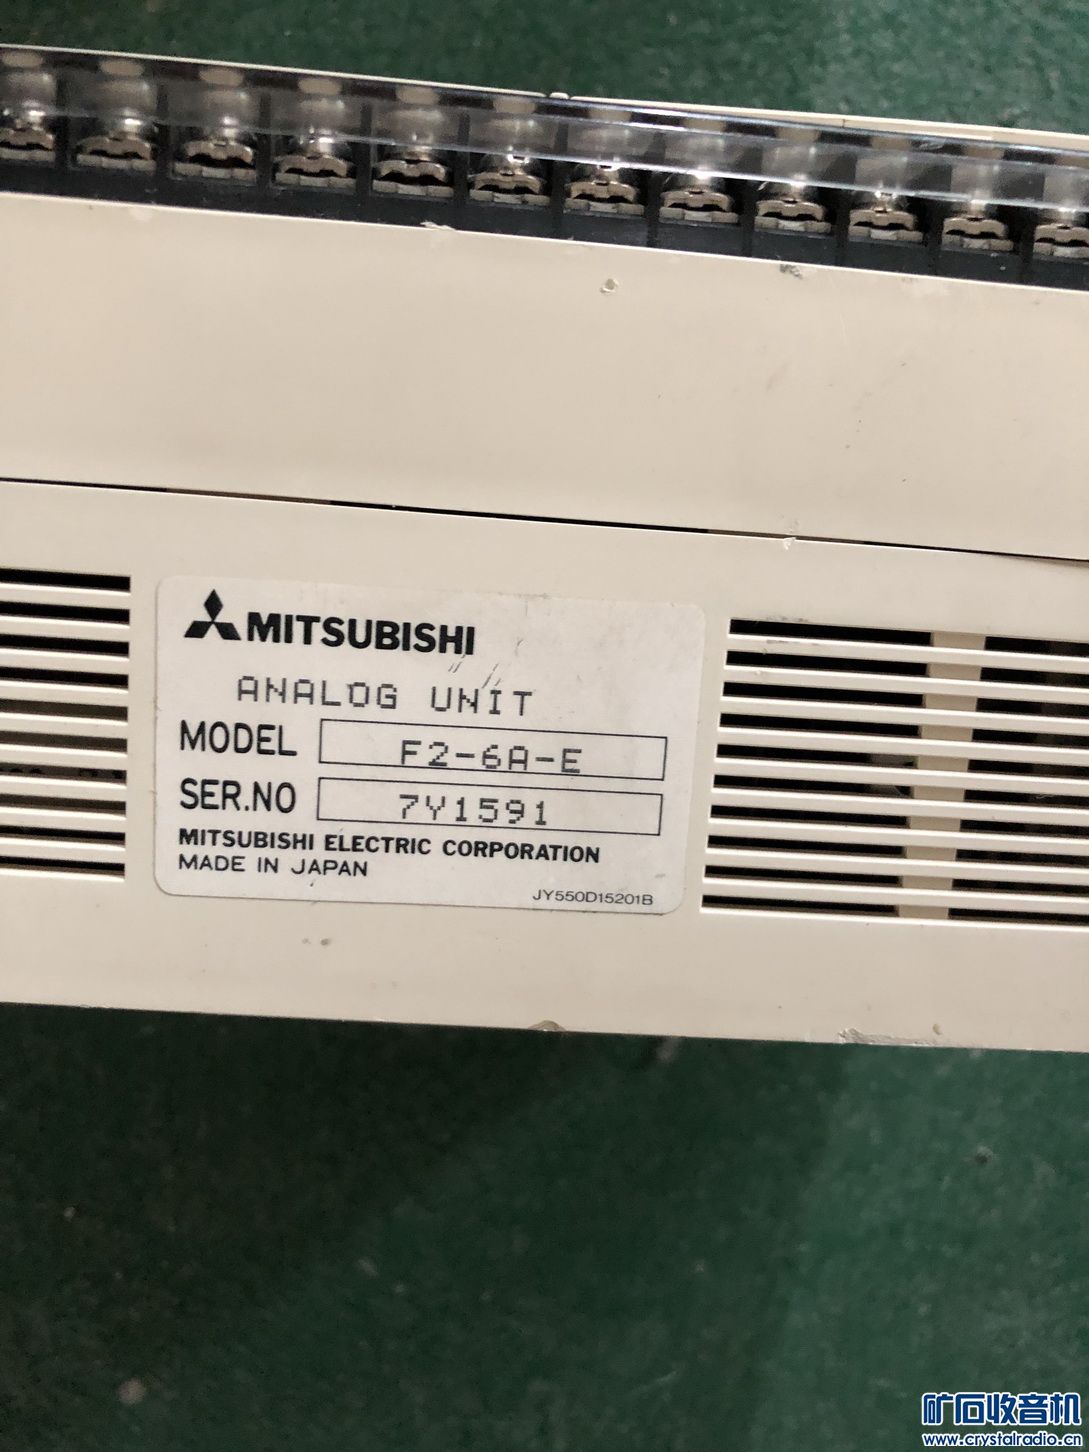 MITSUBISHI
ANALOG UNIT
MODEL F2-6A-E
SER.NO 7Y1591
MITSUBISHI ELECTRIC CORPORATION
MADE IN JAPAN
JY550D15201B
矿石收音机
www.crystalradio.cn